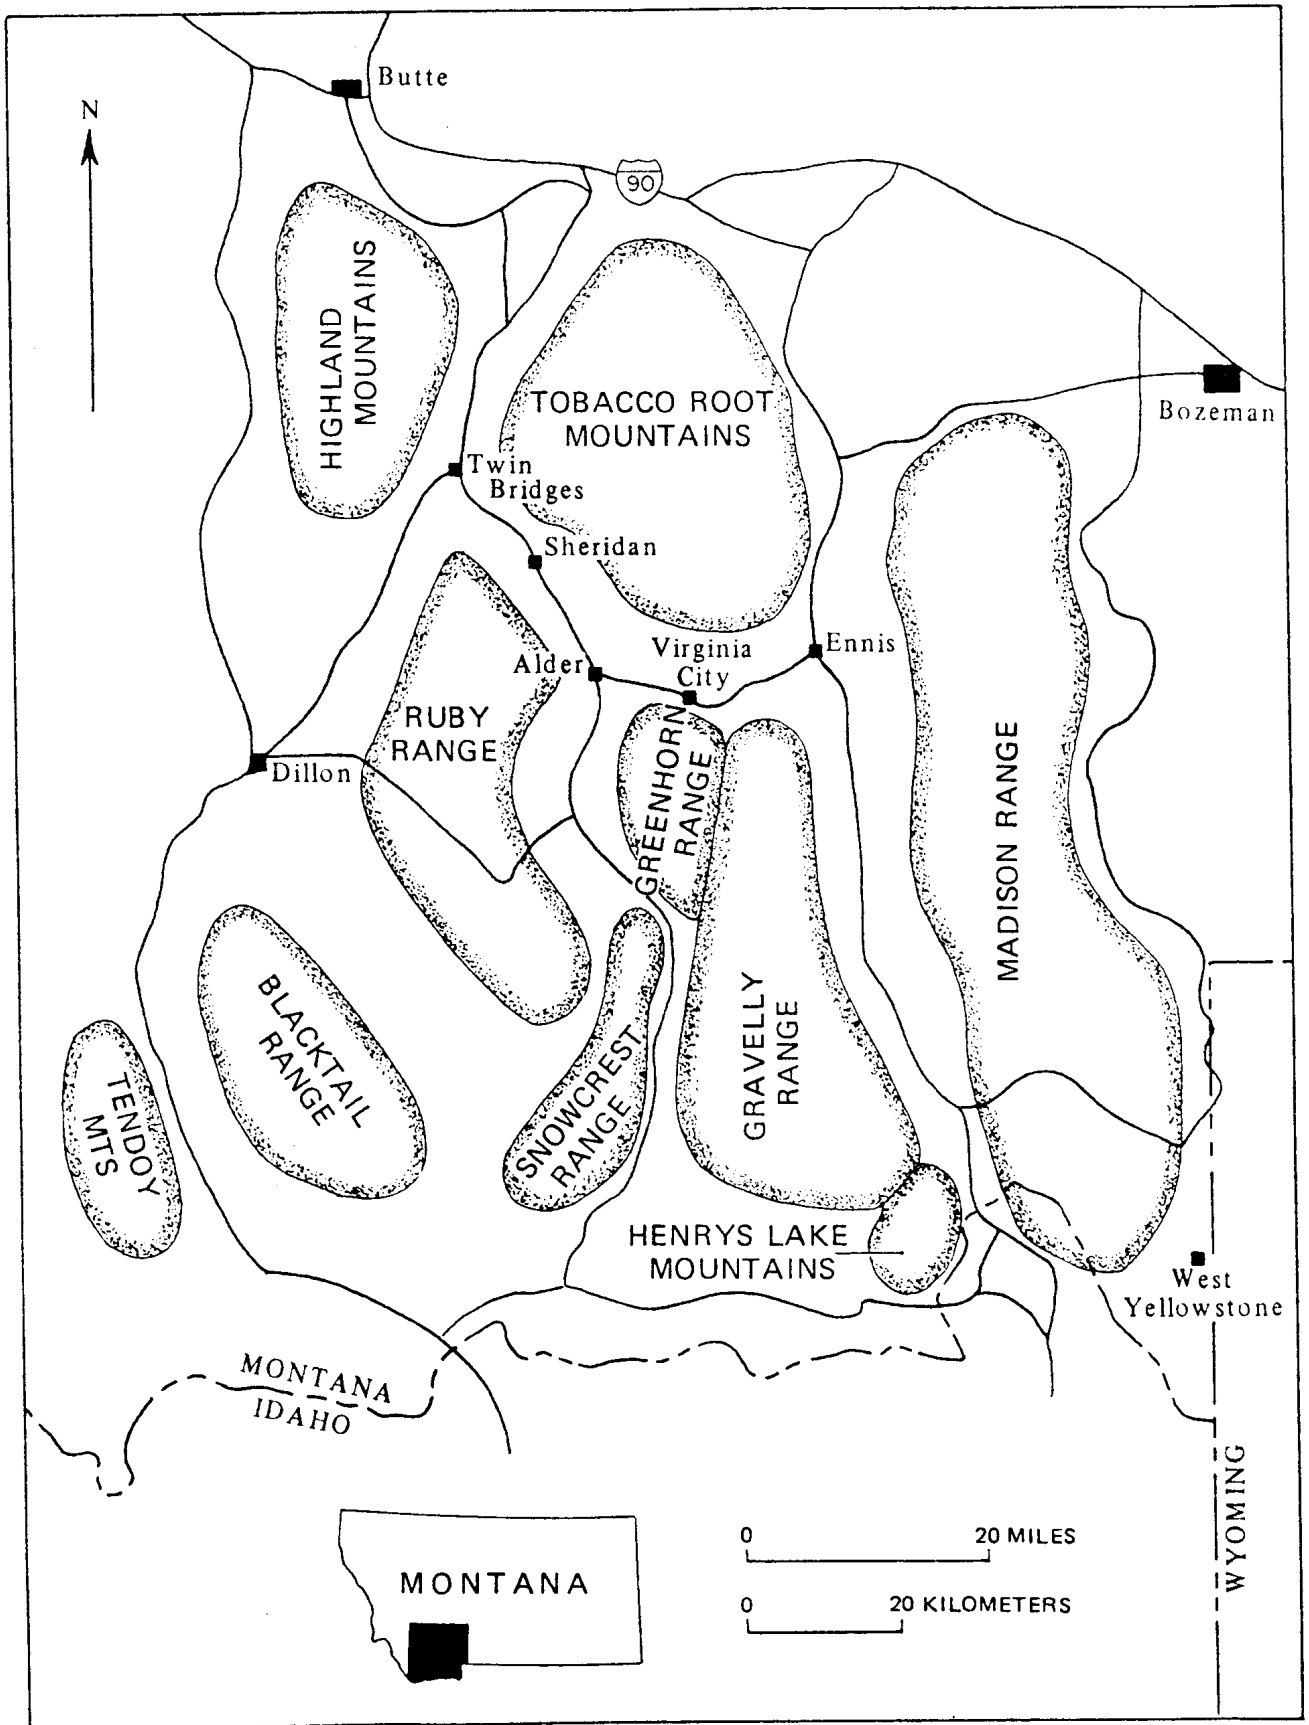 Butte
N
90
HIGHLAND
MOUNTAINS
TOBACCO ROOT
MOUNTAINS
Bozeman
Twin
Bridges
Sheridan
Virginia
City
Ennis
Alder
RUBY
RANGE
Dillon
GREENHORN
RANGE
MADISON RANGE
BLACKTAIL
RANGE
GRAVELLY
RANGE
SNOWCREST
RANGE
TENDOY
MTS
HENRYS LAKE
MOUNTAINS
West
Yellowstone
MONTANA
IDAHO
WYOMING
MONTANA
0 20 MILES
0 20 KILOMETERS